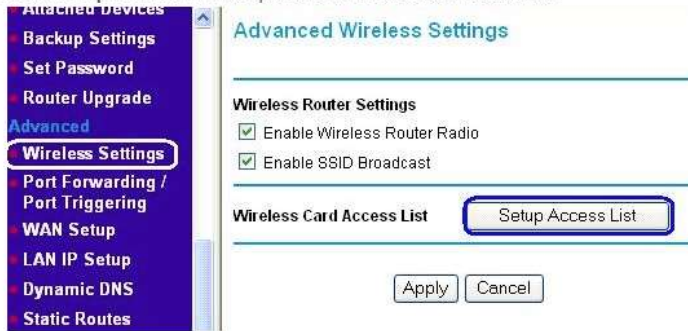 Attached Devices
Backup Settings
Set Password
Router Upgrade
Advanced
Wireless Settings
Port Forwarding /
Port Triggering
WAN Setup
LAN IP Setup
Dynamic DNS
Static Routes
Advanced Wireless Settings
Wireless Router Settings
Enable Wireless Router Radio
Enable SSID Broadcast
Wireless Card Access List
Setup Access List
Apply
Cancel